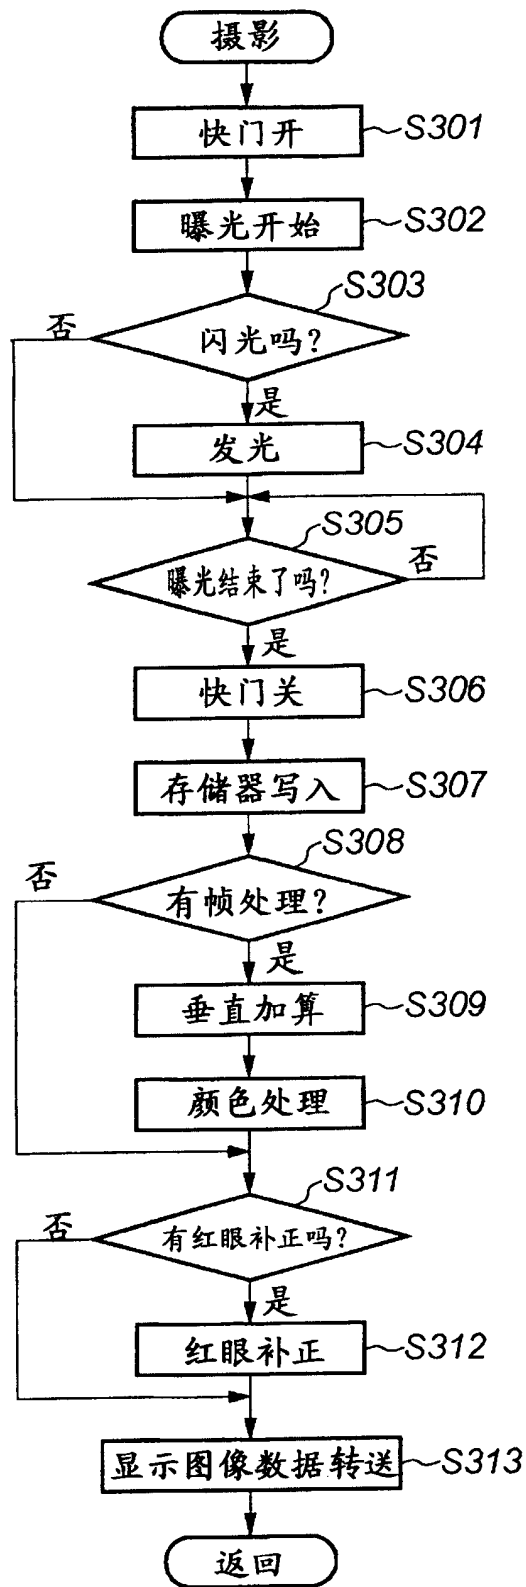 摄影
快门开 S301
曝光开始 S302
S303
否
闪光吗?
是
发光 S304
S305
曝光结束了吗?
否
是
快门关 S306
存储器写入 S307
S308
否
有帧处理?
是
垂直加算 S309
颜色处理 S310
S311
否
有红眼补正吗?
是
红眼补正 S312
显示图像数据转送 S313
返回